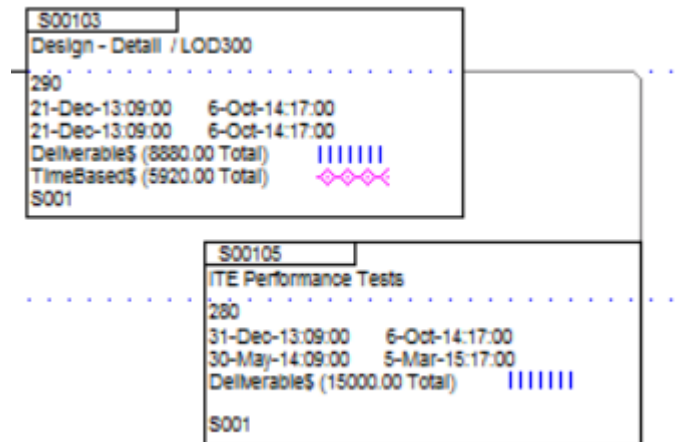 S00103
Design - Detail / LOD300
290
21-Dec-13:09:00 6-Oct-14:17:00
21-Dec-13:09:00 6-Oct-14:17:00
Deliverable$ (8880.00 Total)
TimeBased$ (5920.00 Total)
S001
S00105
ITE Performance Tests
280
31-Dec-13:09:00 6-Oct-14:17:00
30-May-14:09:00 5-Mar-15:17:00
Deliverable$ (15000.00 Total)
S001